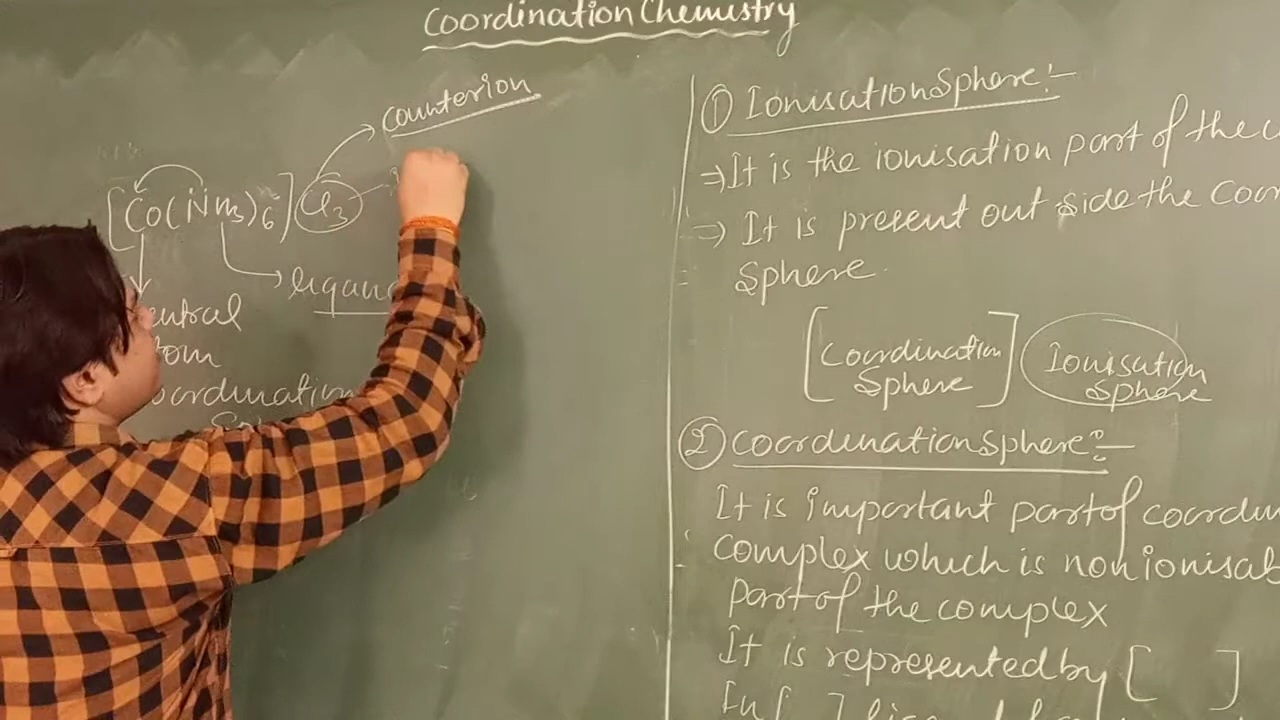 Coordination Chemistry
Counterion
[Co(NH3)6]Cl3
ligand
Central
Atom
Coordination
① Ionisation Sphere :-
⇒ It is the ionisation part of the
⇒ It is present out side the
Sphere.
[Coordination Sphere] Ionisation Sphere
② Coordination Sphere :-
It is important part of
complex which is non
part of the complex
It is represented by [ ]
In [ ]